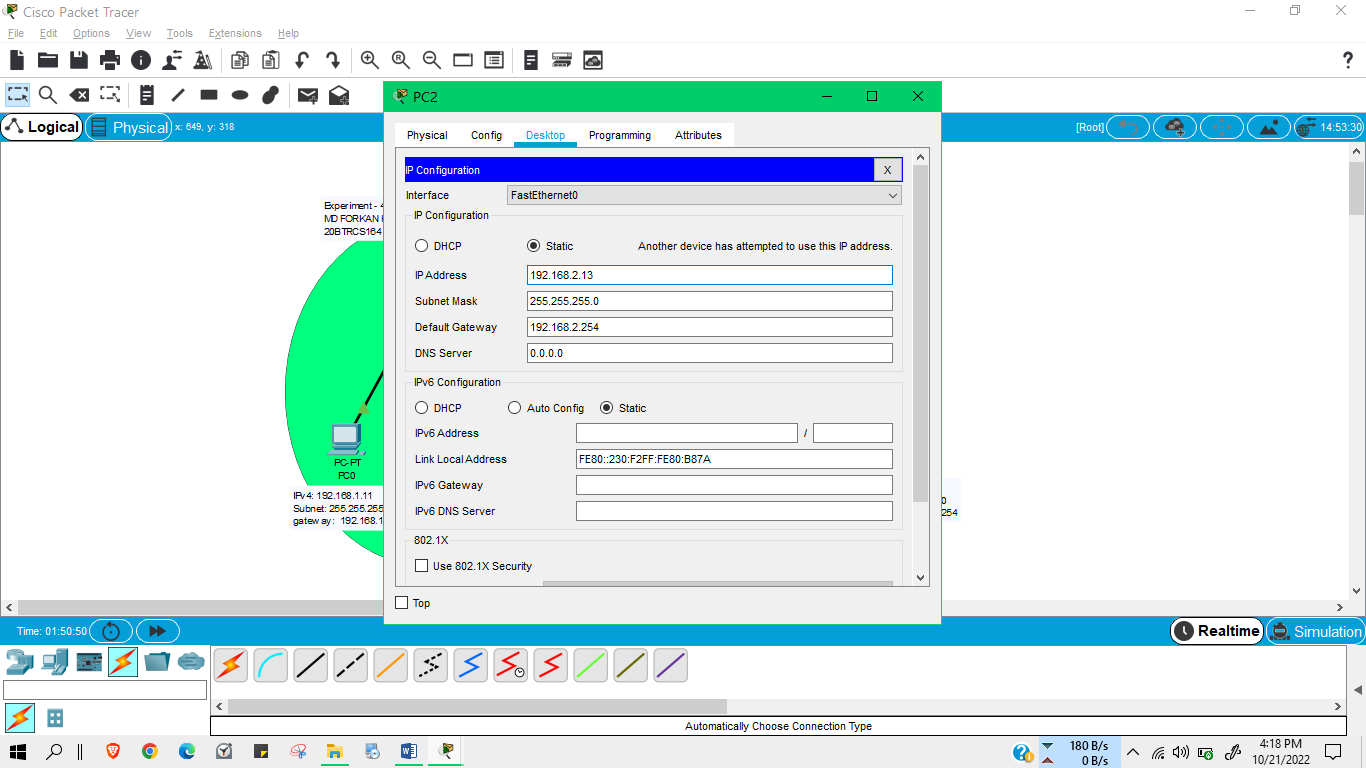 Cisco Packet Tracer
File Edit Options View Tools Extensions Help
?
PC2
Logical Physical x: 649, y: 318
[Root] 14:53:30
Physical Config Desktop Programming Attributes
IP Configuration X
Interface FastEthernet0
IP Configuration
DHCP Static Another device has attempted to use this IP address.
IP Address 192.168.2.13
Subnet Mask 255.255.255.0
Default Gateway 192.168.2.254
DNS Server 0.0.0.0
IPv6 Configuration
DHCP Auto Config Static
IPv6 Address /
Link Local Address FE80::230:F2FF:FE80:B87A
IPv6 Gateway
IPv6 DNS Server
802.1X
Use 802.1X Security
Top
Experiment - 4
MD FORKAN
20BTRCS164
PC-PT
PC0
IPv4: 192.168.1.11
Subnet: 255.255.255
gateway: 192.168.1
0
254
Time: 01:50:50
Realtime Simulation
Automatically Choose Connection Type
180 B/s
0 B/s
4:18 PM
10/21/2022